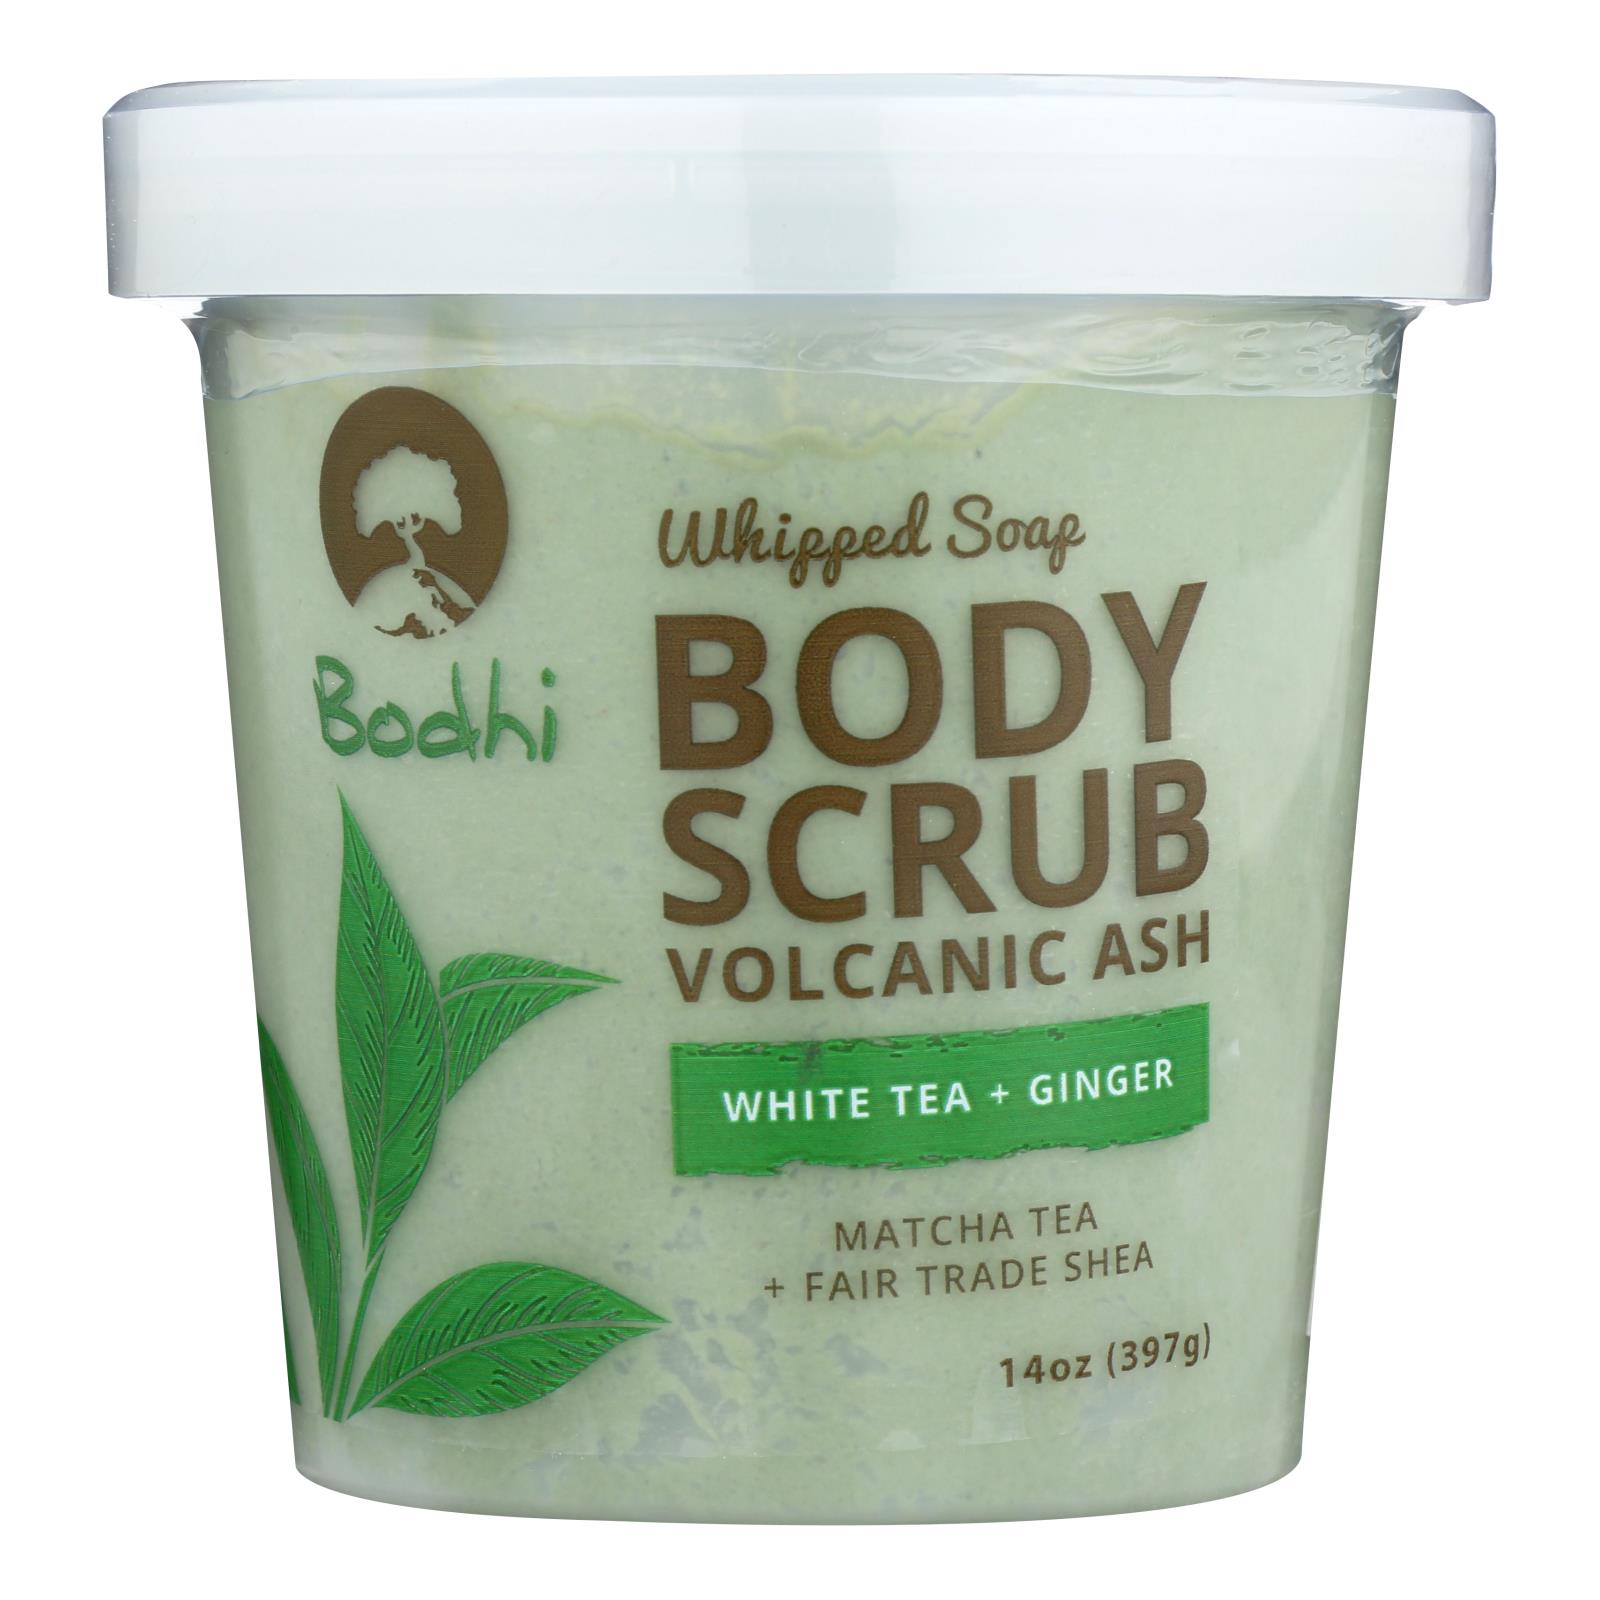 Bodhi
Whipped Soap
BODY
SCRUB
VOLCANIC ASH
WHITE TEA + GINGER
MATCHA TEA
+ FAIR TRADE SHEA
14oz (397g)